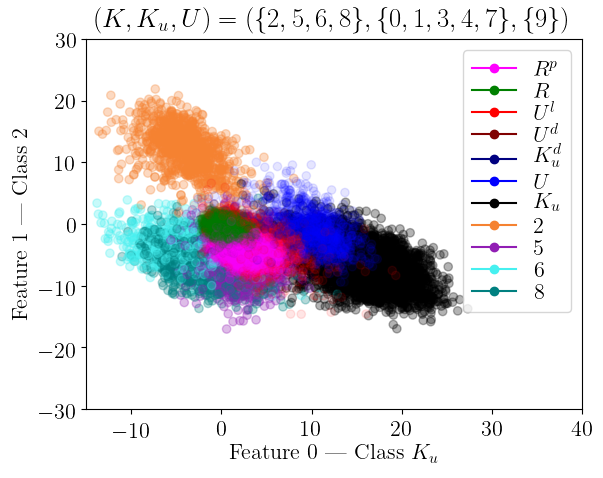 (K, K_u, U) = ({2, 5, 6, 8}, {0, 1, 3, 4, 7}, {9})
30
20
10
0
−10
−20
−30
Feature 1 — Class 2
R^p
R
U^l
U^d
K_u^d
U
K_u
2
5
6
8
−10
0
10
20
30
40
Feature 0 — Class K_u